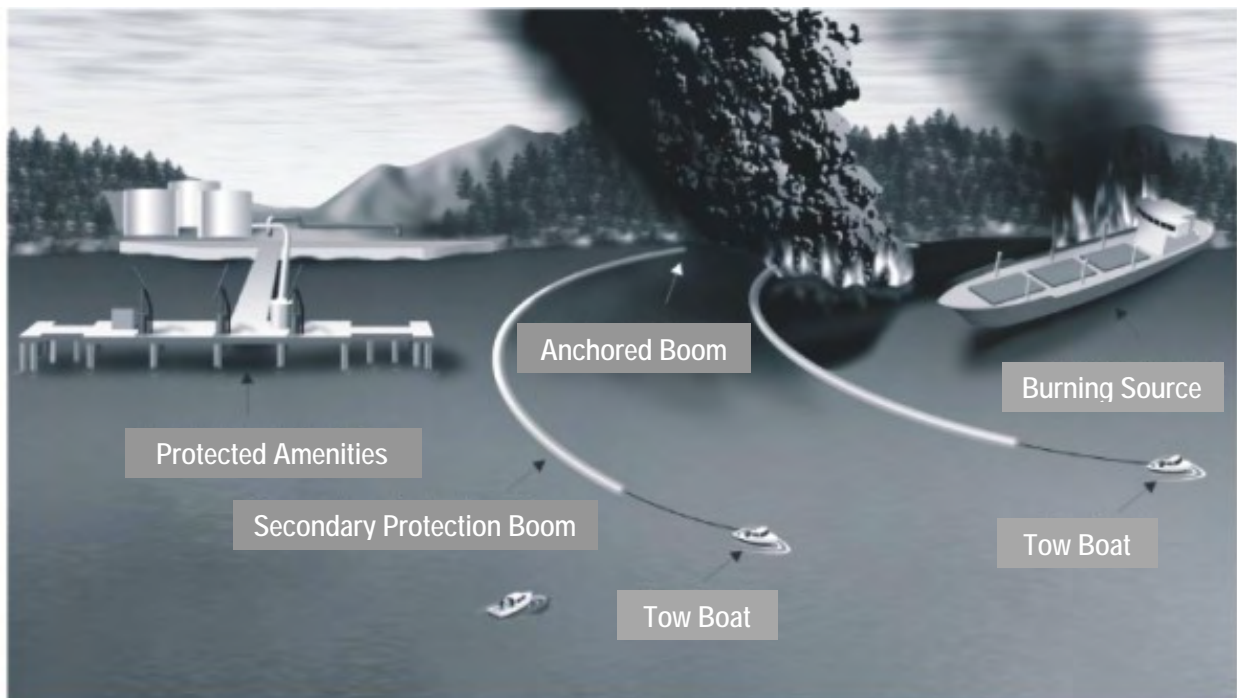 Anchored Boom
Burning Source
Protected Amenities
Secondary Protection Boom
Tow Boat
Tow Boat